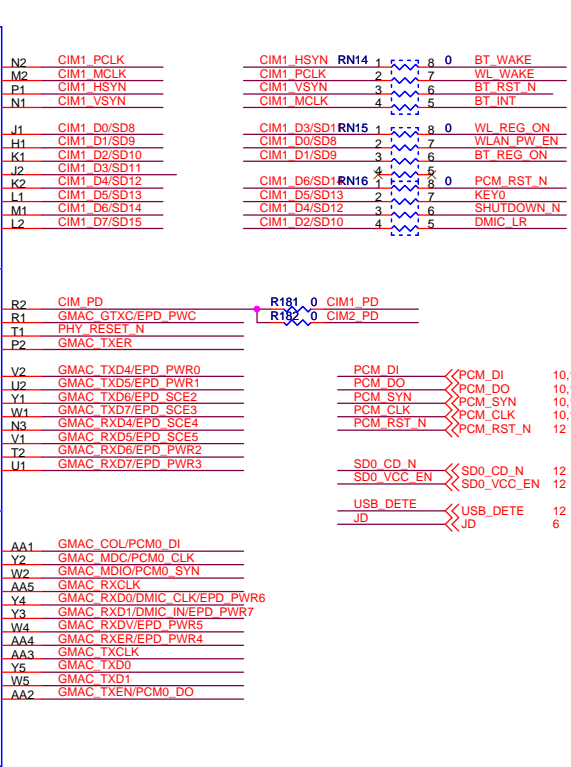 N2 CIM1_PCLK
M2 CIM1_MCLK
P1 CIM1_HSYN
N1 CIM1_VSYN
J1 CIM1_D0/SD8
H1 CIM1_D1/SD9
K1 CIM1_D2/SD10
J2 CIM1_D3/SD11
K2 CIM1_D4/SD12
L1 CIM1_D5/SD13
M1 CIM1_D6/SD14
L2 CIM1_D7/SD15
CIM1_HSYN RN14 1 8 0 BT_WAKE
CIM1_PCLK 2 7 WL_WAKE
CIM1_VSYN 3 6 BT_RST_N
CIM1_MCLK 4 5 BT_INT
CIM1_D3/SD11 RN15 1 8 0 WL_REG_ON
CIM1_D0/SD8 2 7 WLAN_PW_EN
CIM1_D1/SD9 3 6 BT_REG_ON
4 5
CIM1_D6/SD14 RN16 1 8 0 PCM_RST_N
CIM1_D5/SD13 2 7 KEY0
CIM1_D4/SD12 3 6 SHUTDOWN_N
CIM1_D2/SD10 4 5 DMIC_LR
R2 CIM_PD R181 0 CIM1_PD
R1 GMAC_GTXC/EPD_PWC R182 0 CIM2_PD
T1 PHY_RESET_N
P2 GMAC_TXER
V2 GMAC_TXD4/EPD_PWR0
U2 GMAC_TXD5/EPD_PWR1
Y1 GMAC_TXD6/EPD_SCE2
W1 GMAC_TXD7/EPD_SCE3
N3 GMAC_RXD4/EPD_SCE4
V1 GMAC_RXD5/EPD_SCE5
T2 GMAC_RXD6/EPD_PWR2
U1 GMAC_RXD7/EPD_PWR3
PCM_DI PCM_DI 10,
PCM_DO PCM_DO 10,
PCM_SYN PCM_SYN 10,
PCM_CLK PCM_CLK 10,
PCM_RST_N PCM_RST_N 12
SD0_CD_N SD0_CD_N 12
SD0_VCC_EN SD0_VCC_EN 12
USB_DETE USB_DETE 12
JD JD 6
AA1 GMAC_COL/PCM0_DI
Y2 GMAC_MDC/PCM0_CLK
W2 GMAC_MDIO/PCM0_SYN
AA5 GMAC_RXCLK
Y4 GMAC_RXD0/DMIC_CLK/EPD_PWR6
Y3 GMAC_RXD1/DMIC_IN/EPD_PWR7
W4 GMAC_RXDV/EPD_PWR5
AA4 GMAC_RXER/EPD_PWR4
AA3 GMAC_TXCLK
Y5 GMAC_TXD0
W5 GMAC_TXD1
AA2 GMAC_TXEN/PCM0_DO